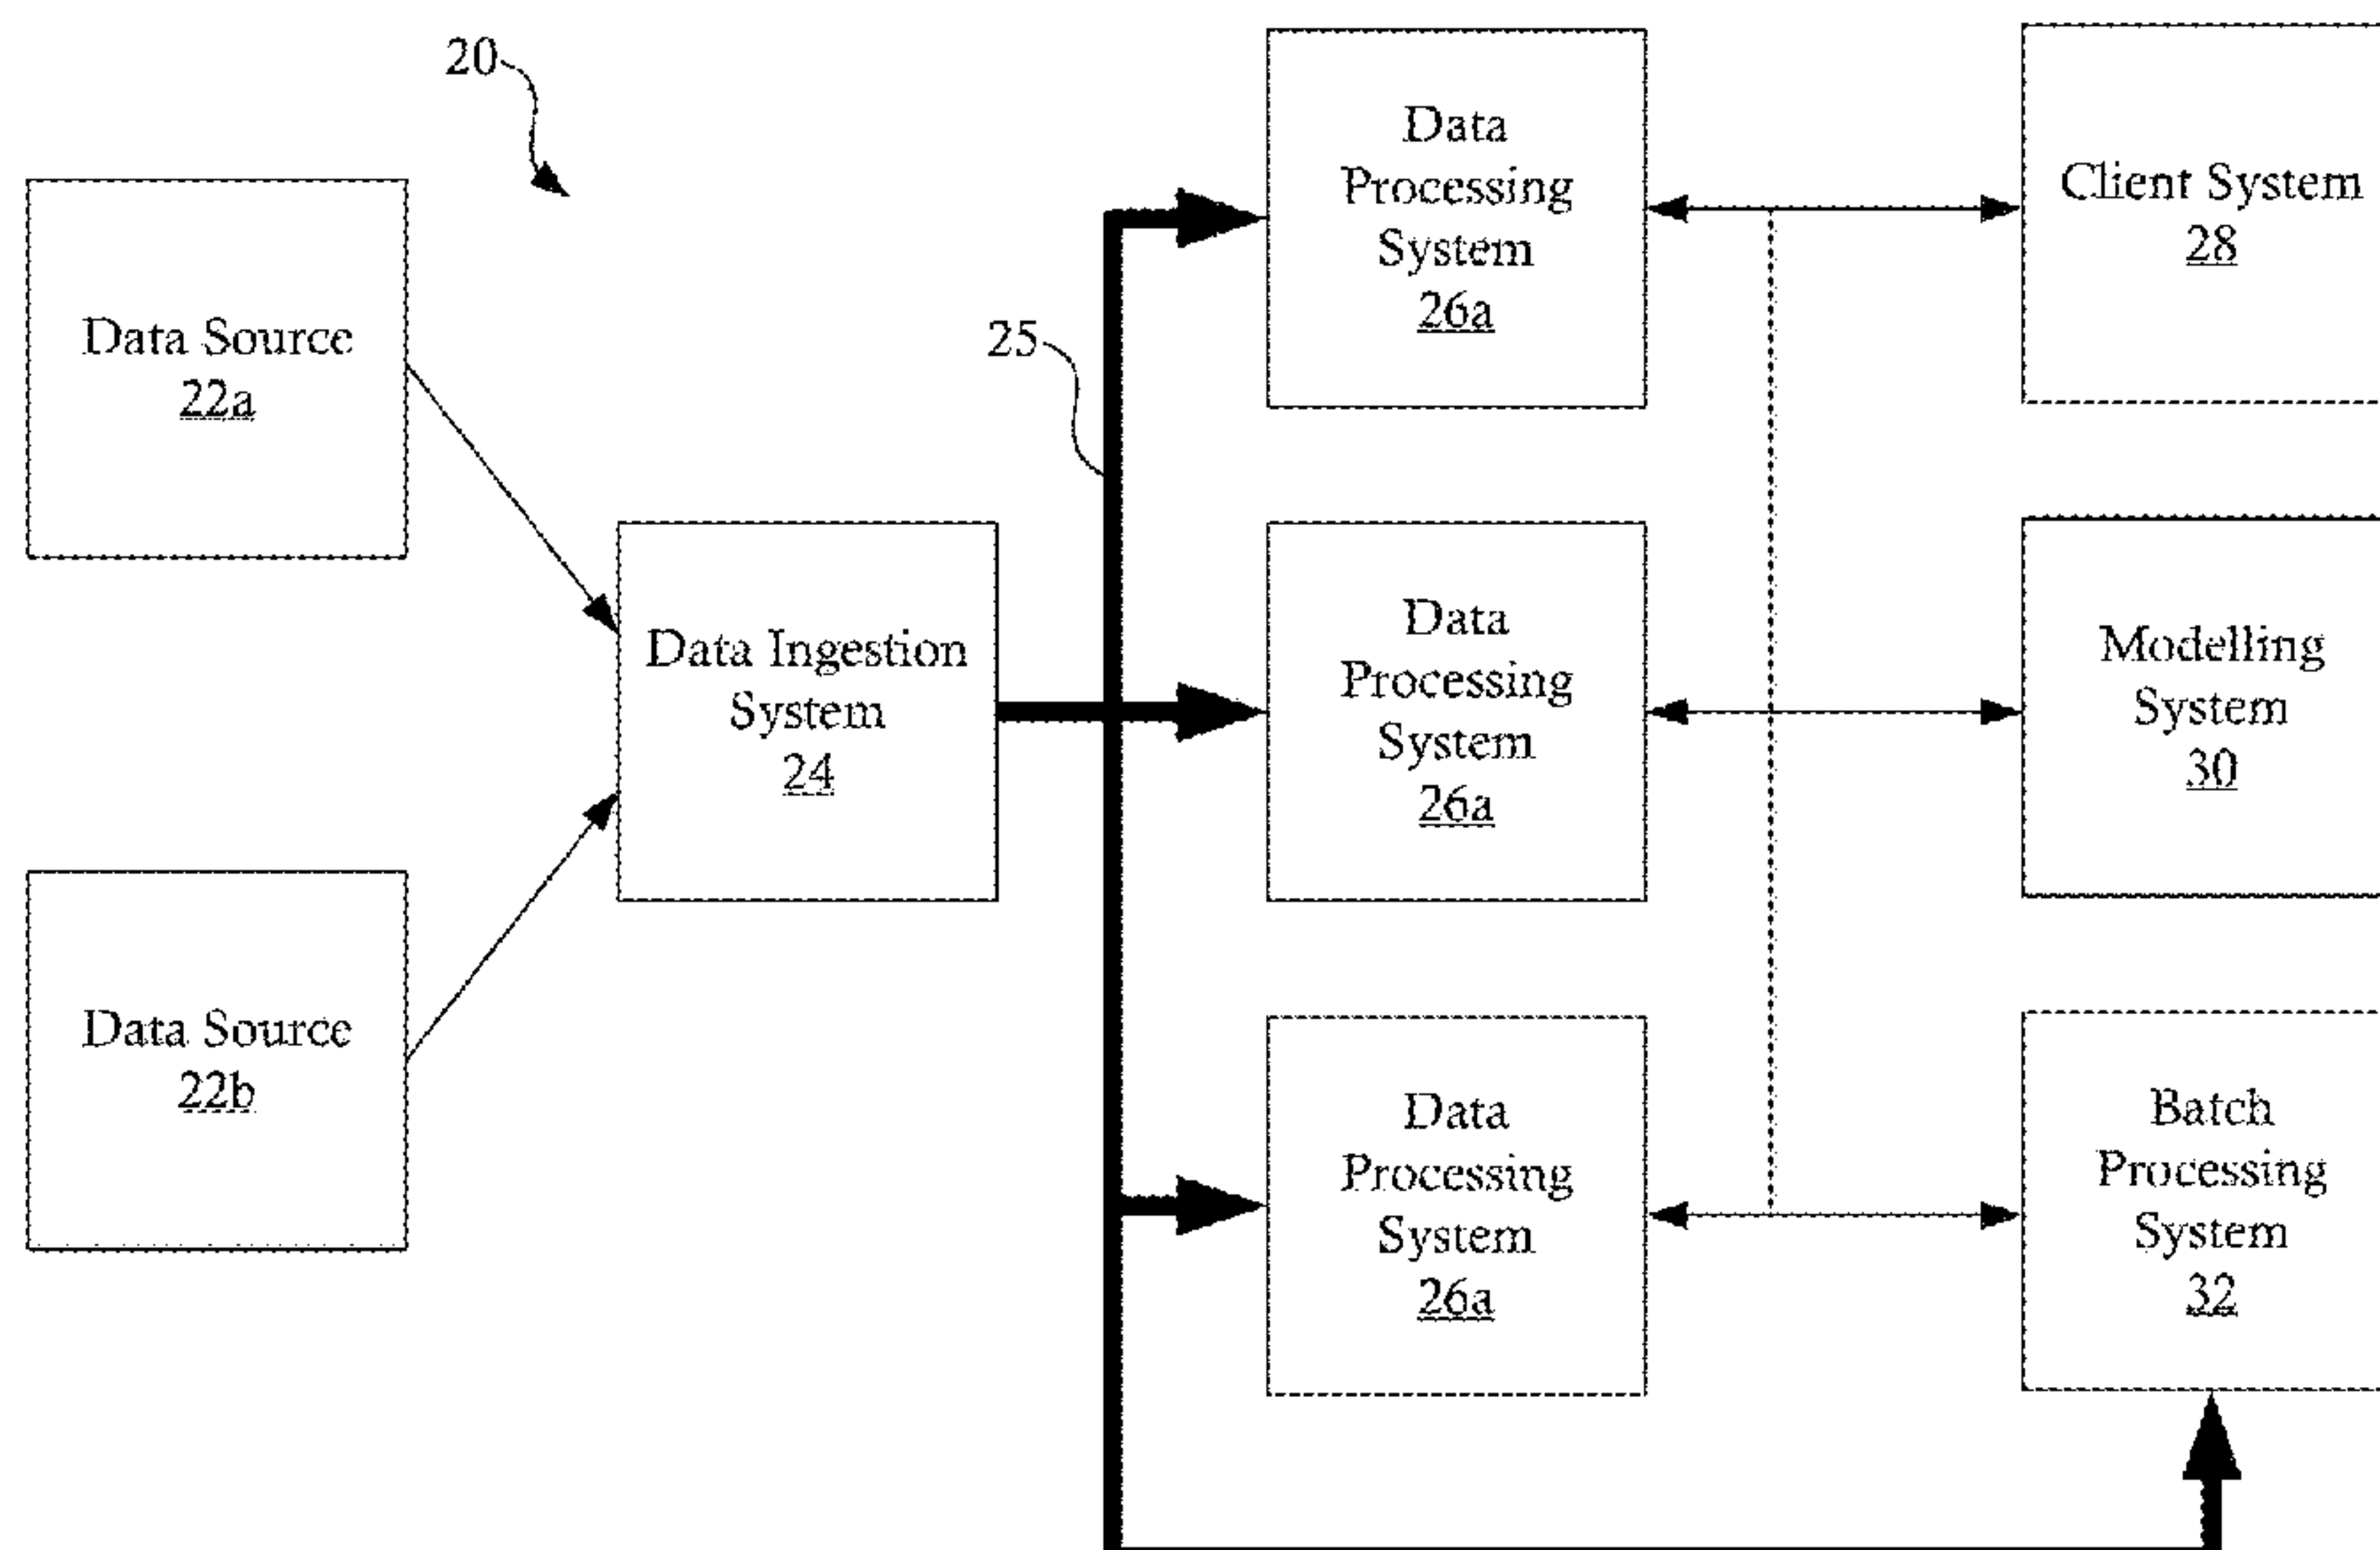 20
Data Source
22a
Data Source
22b
Data Ingestion
System
24
25
Data
Processing
System
26a
Data
Processing
System
26a
Data
Processing
System
26a
Client System
28
Modelling
System
30
Batch
Processing
System
32